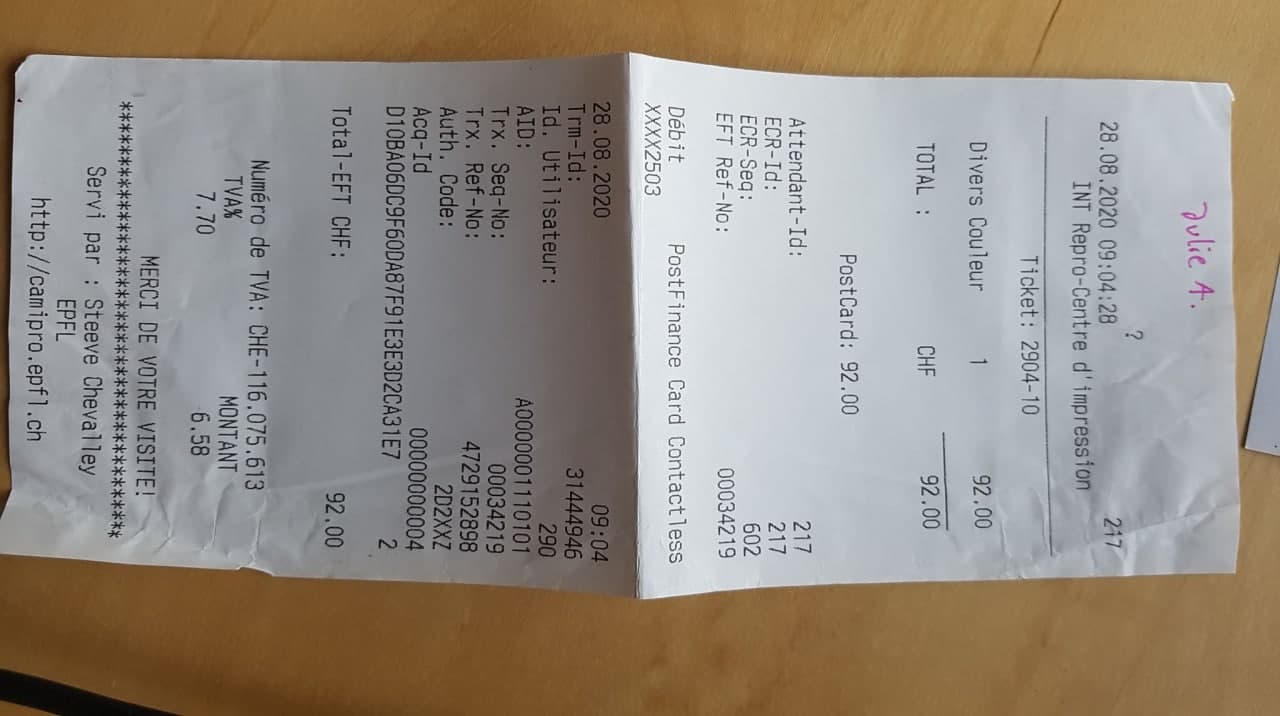 Julie A.
?
28.08.2020 09:04:28 217
INT Repro-Centre d'impression
Ticket: 2904-10
Divers Couleur 1 92.00
TOTAL : CHF 92.00
PostCard: 92.00
Attendant-Id: 217
ECR-Id: 217
ECR-Seq: 602
EFT Ref-No: 00034219
Débit PostFinance Card Contactless
XXXX2503
28.08.2020 09:04
Trm-Id: 31444946
Id. Utilisateur: 290
AID: A0000001110101
Trx. Seq-No: 00034219
Trx. Ref-No: 4729152898
Auth. Code: 2D2XXZ
Acq-Id 00000000004
D10BA06DC9F60DA87F91E3E3D2CA31E7 2
Total-EFT CHF: 92.00
Numéro de TVA: CHE-116.075.613
TVA% MONTANT
7.70 6.58
MERCI DE VOTRE VISITE!
****************************************
Servi par : Steeve Chevalley
EPFL
http://camipro.epfl.ch